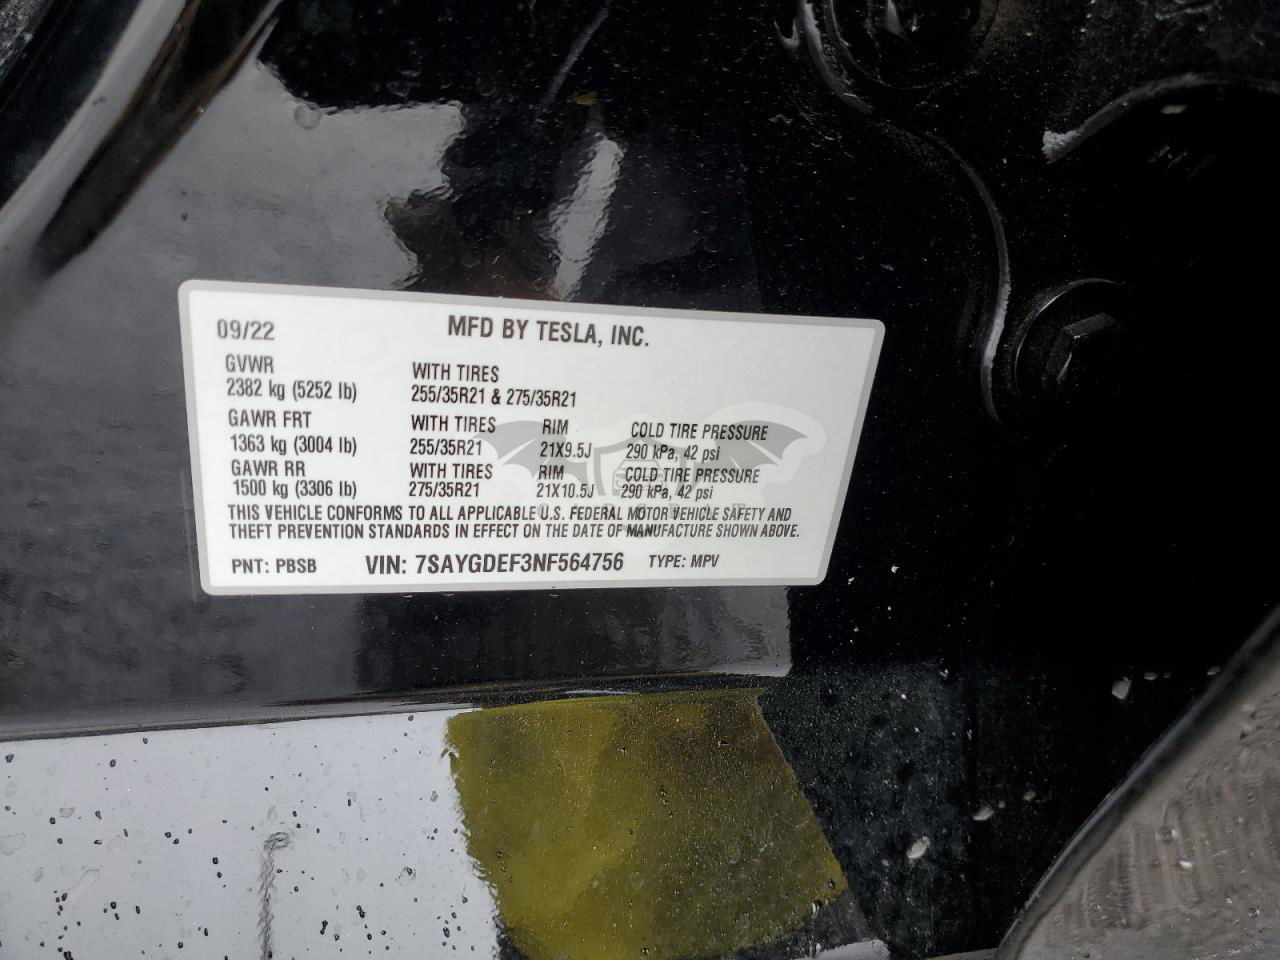 09/22 MFD BY TESLA, INC.
GVWR WITH TIRES
2382 kg (5252 lb) 255/35R21 & 275/35R21
GAWR FRT WITH TIRES RIM COLD TIRE PRESSURE
1363 kg (3004 lb) 255/35R21 21X9.5J 290 kPa, 42 psi
GAWR RR WITH TIRES RIM COLD TIRE PRESSURE
1500 kg (3306 lb) 275/35R21 21X10.5J 290 kPa, 42 psi
THIS VEHICLE CONFORMS TO ALL APPLICABLE U.S. FEDERAL MOTOR VEHICLE SAFETY AND
THEFT PREVENTION STANDARDS IN EFFECT ON THE DATE OF MANUFACTURE SHOWN ABOVE.
PNT: PBSB VIN: 7SAYGDEF3NF564756 TYPE: MPV